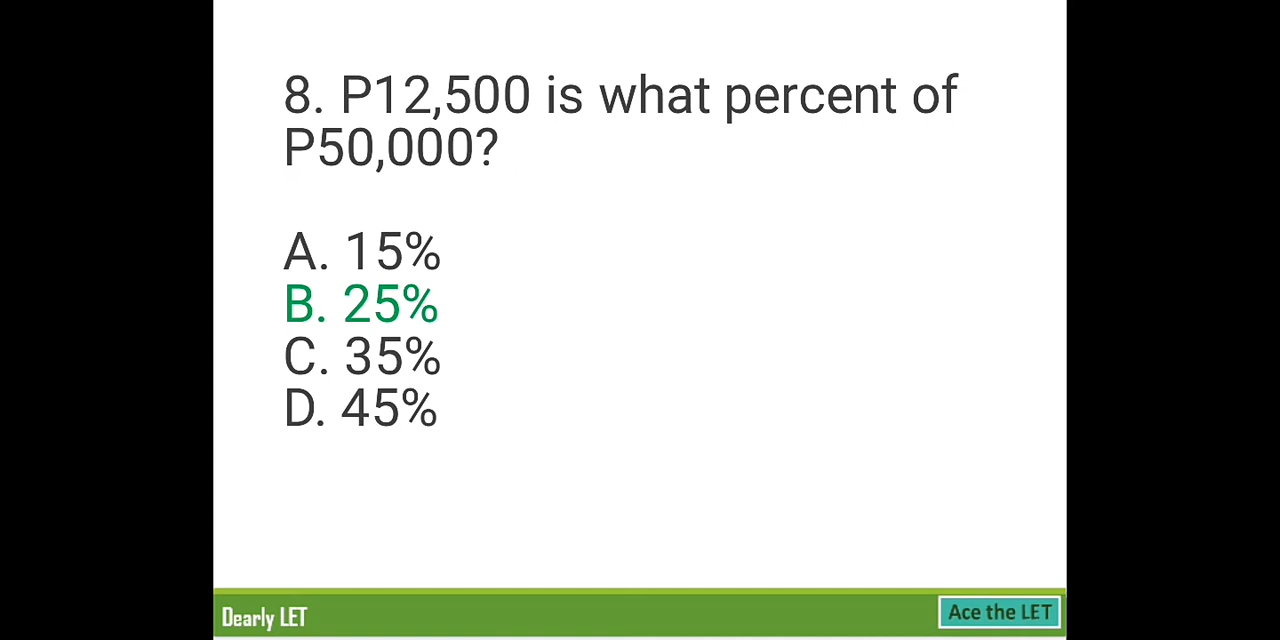 8. P12,500 is what percent of
P50,000?
A. 15%
B. 25%
C. 35%
D. 45%
Dearly LET
Ace the LET